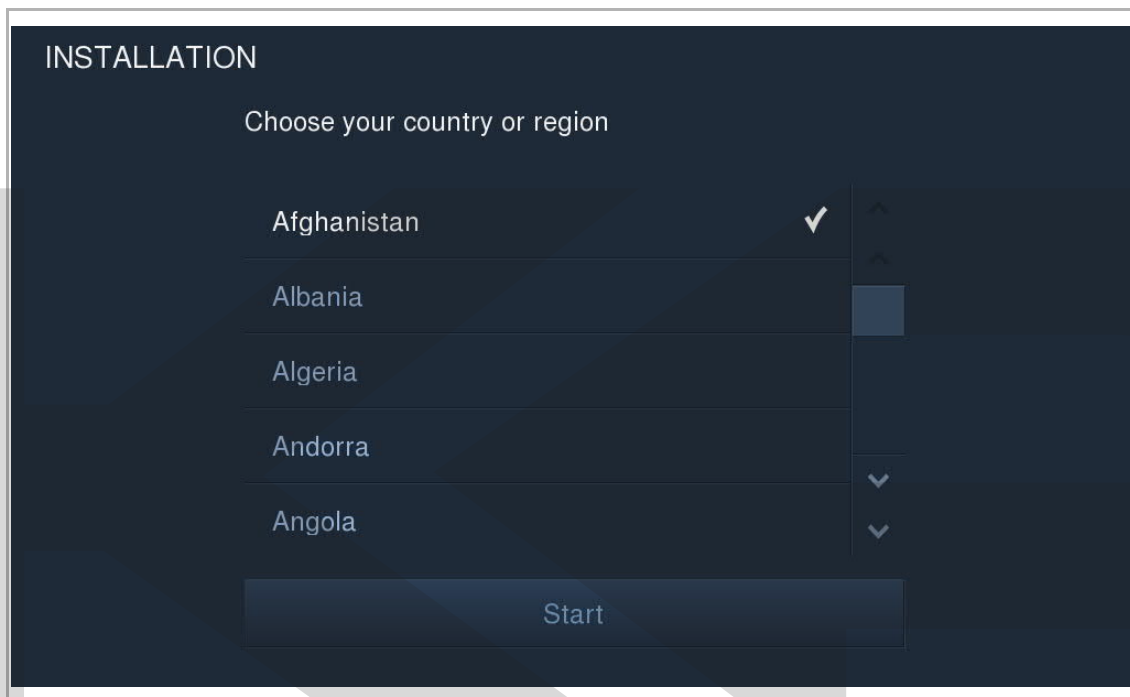 INSTALLATION
Choose your country or region
Afghanistan
Albania
Algeria
Andorra
Angola
Start